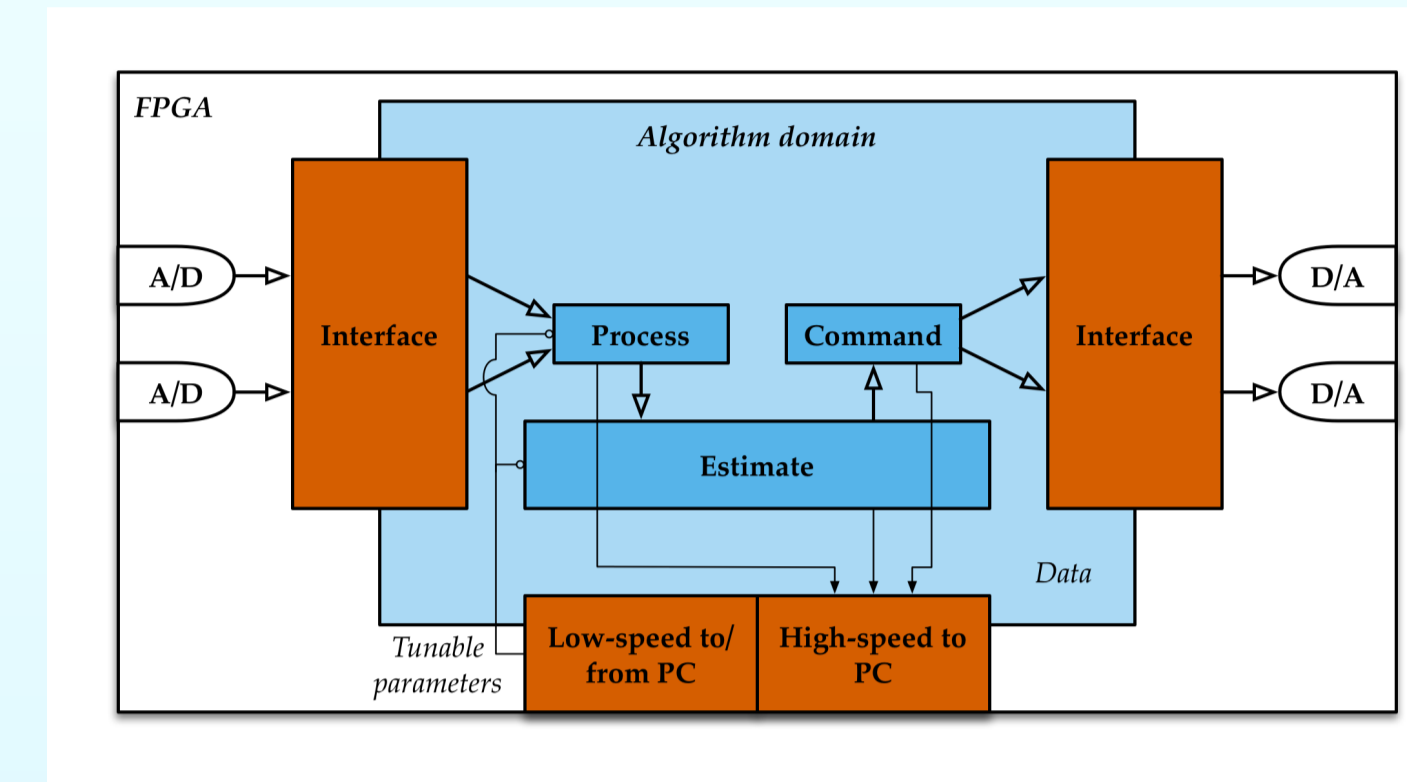 FPGA
Algorithm domain
A/D
A/D
Interface
Process
Command
Interface
D/A
D/A
Estimate
Data
Tunable
parameters
Low-speed to/
from PC
High-speed to
PC